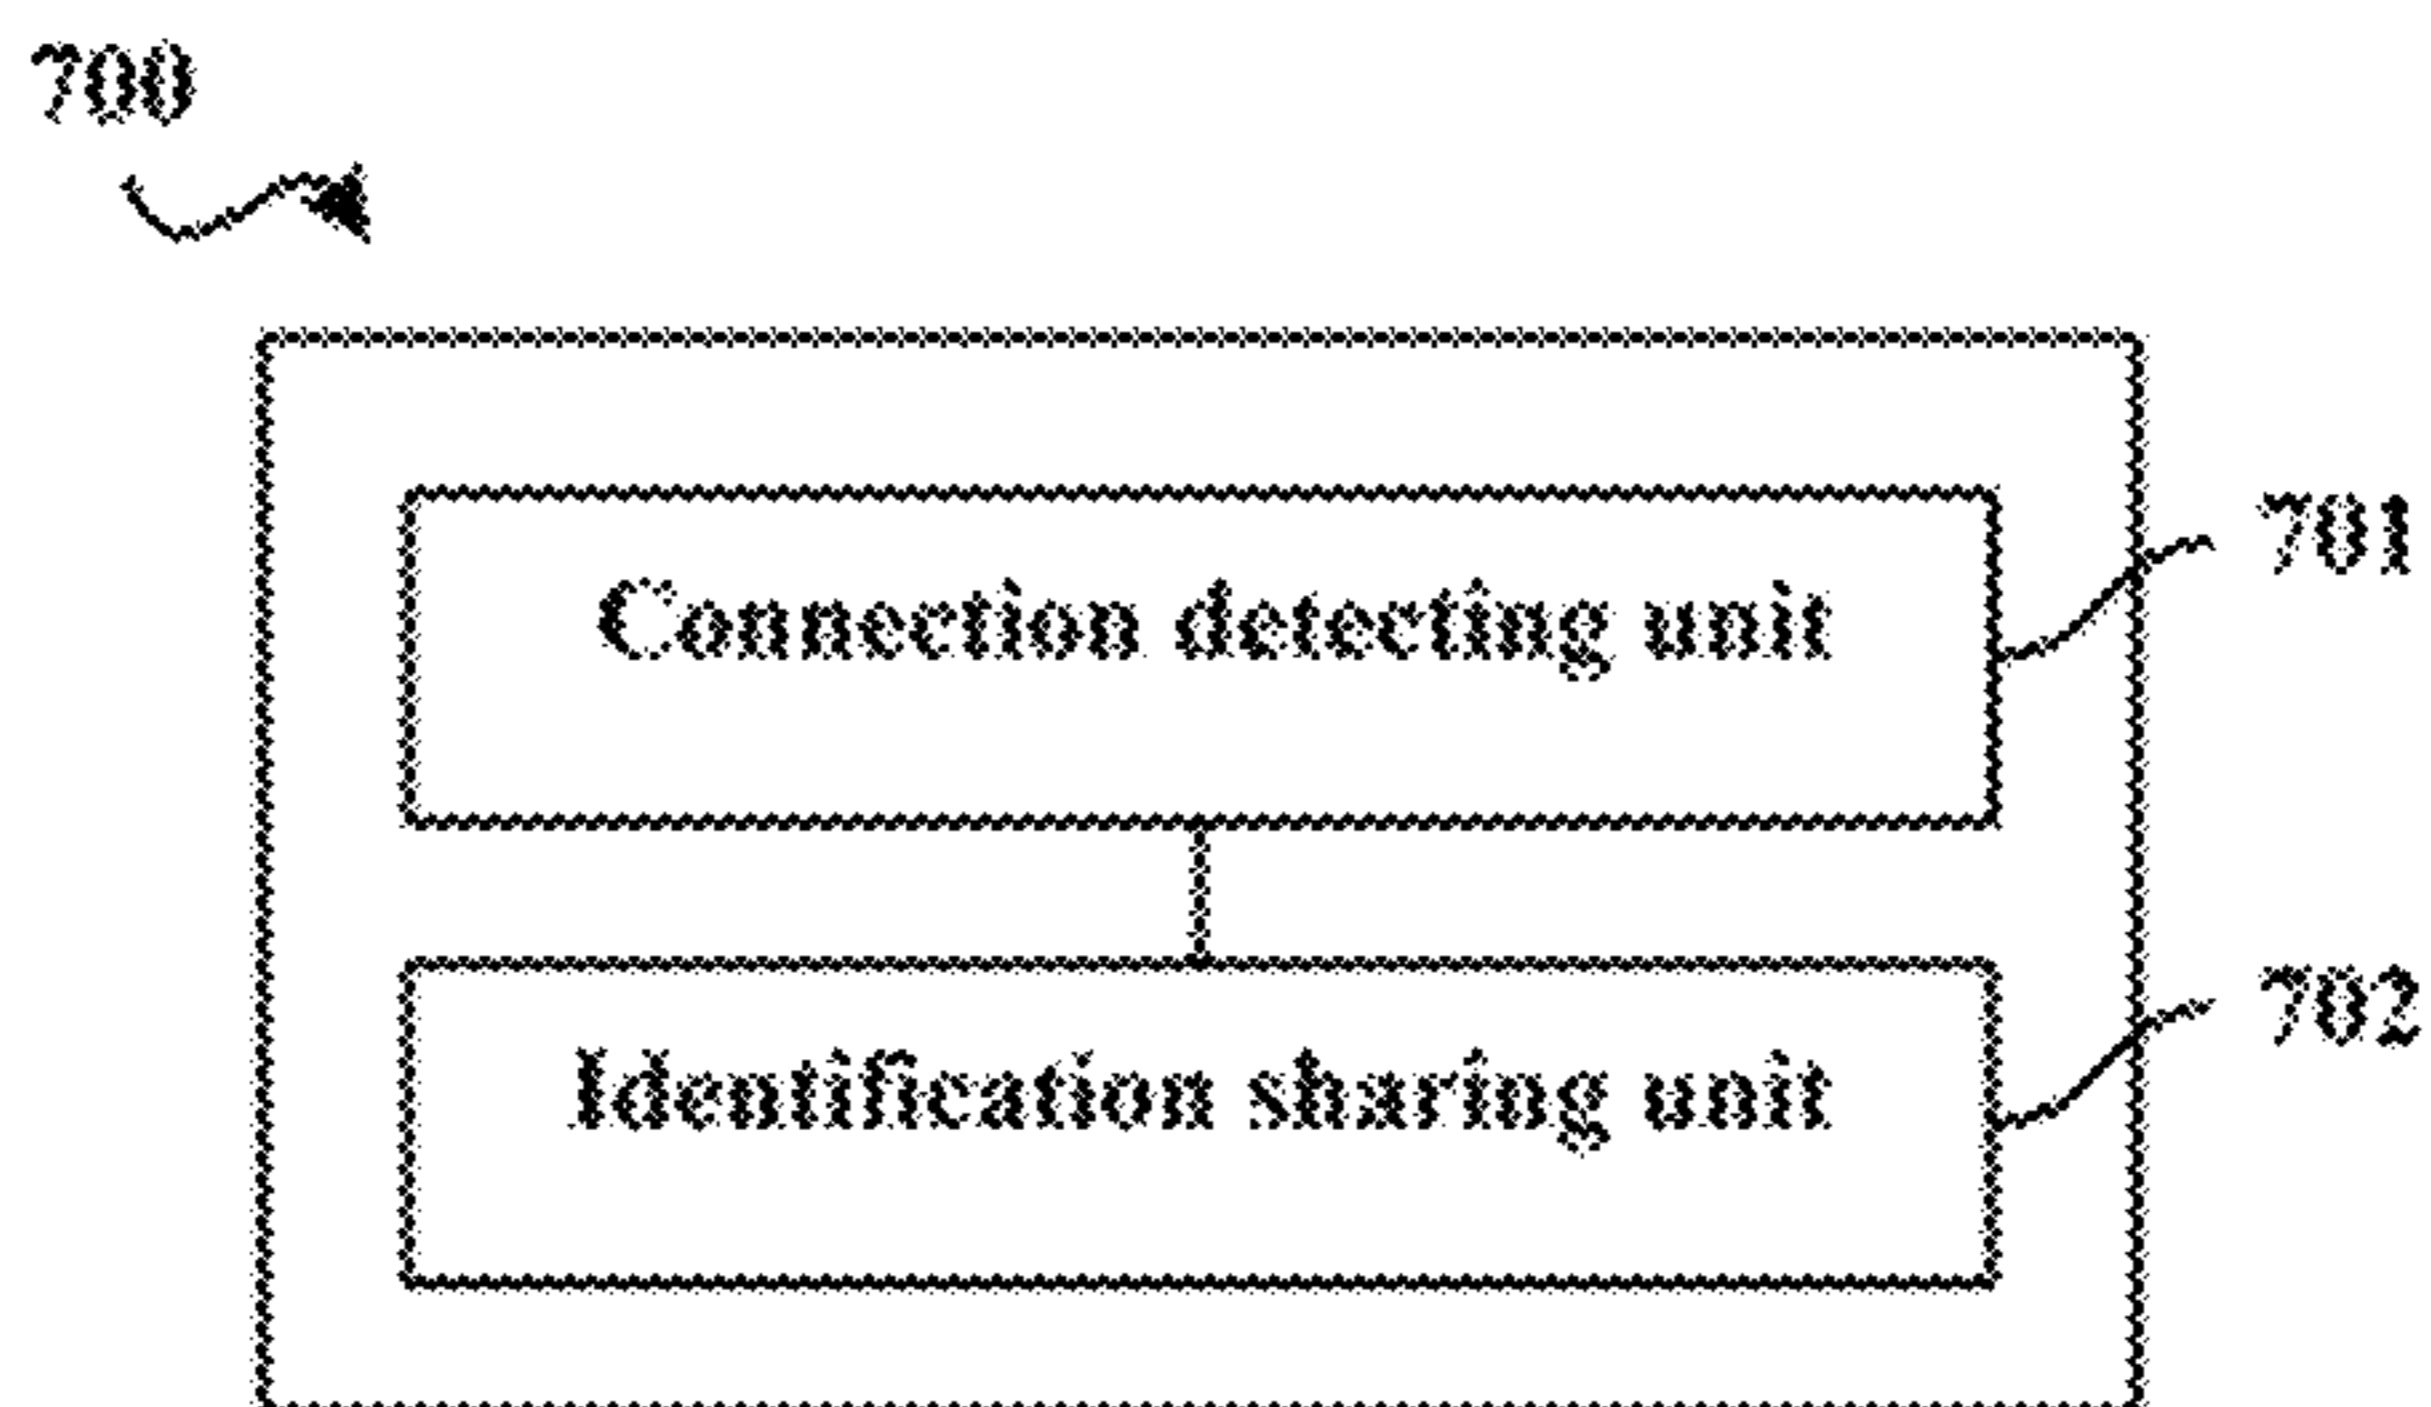 700
701
Connection detecting unit
702
Identification sharing unit